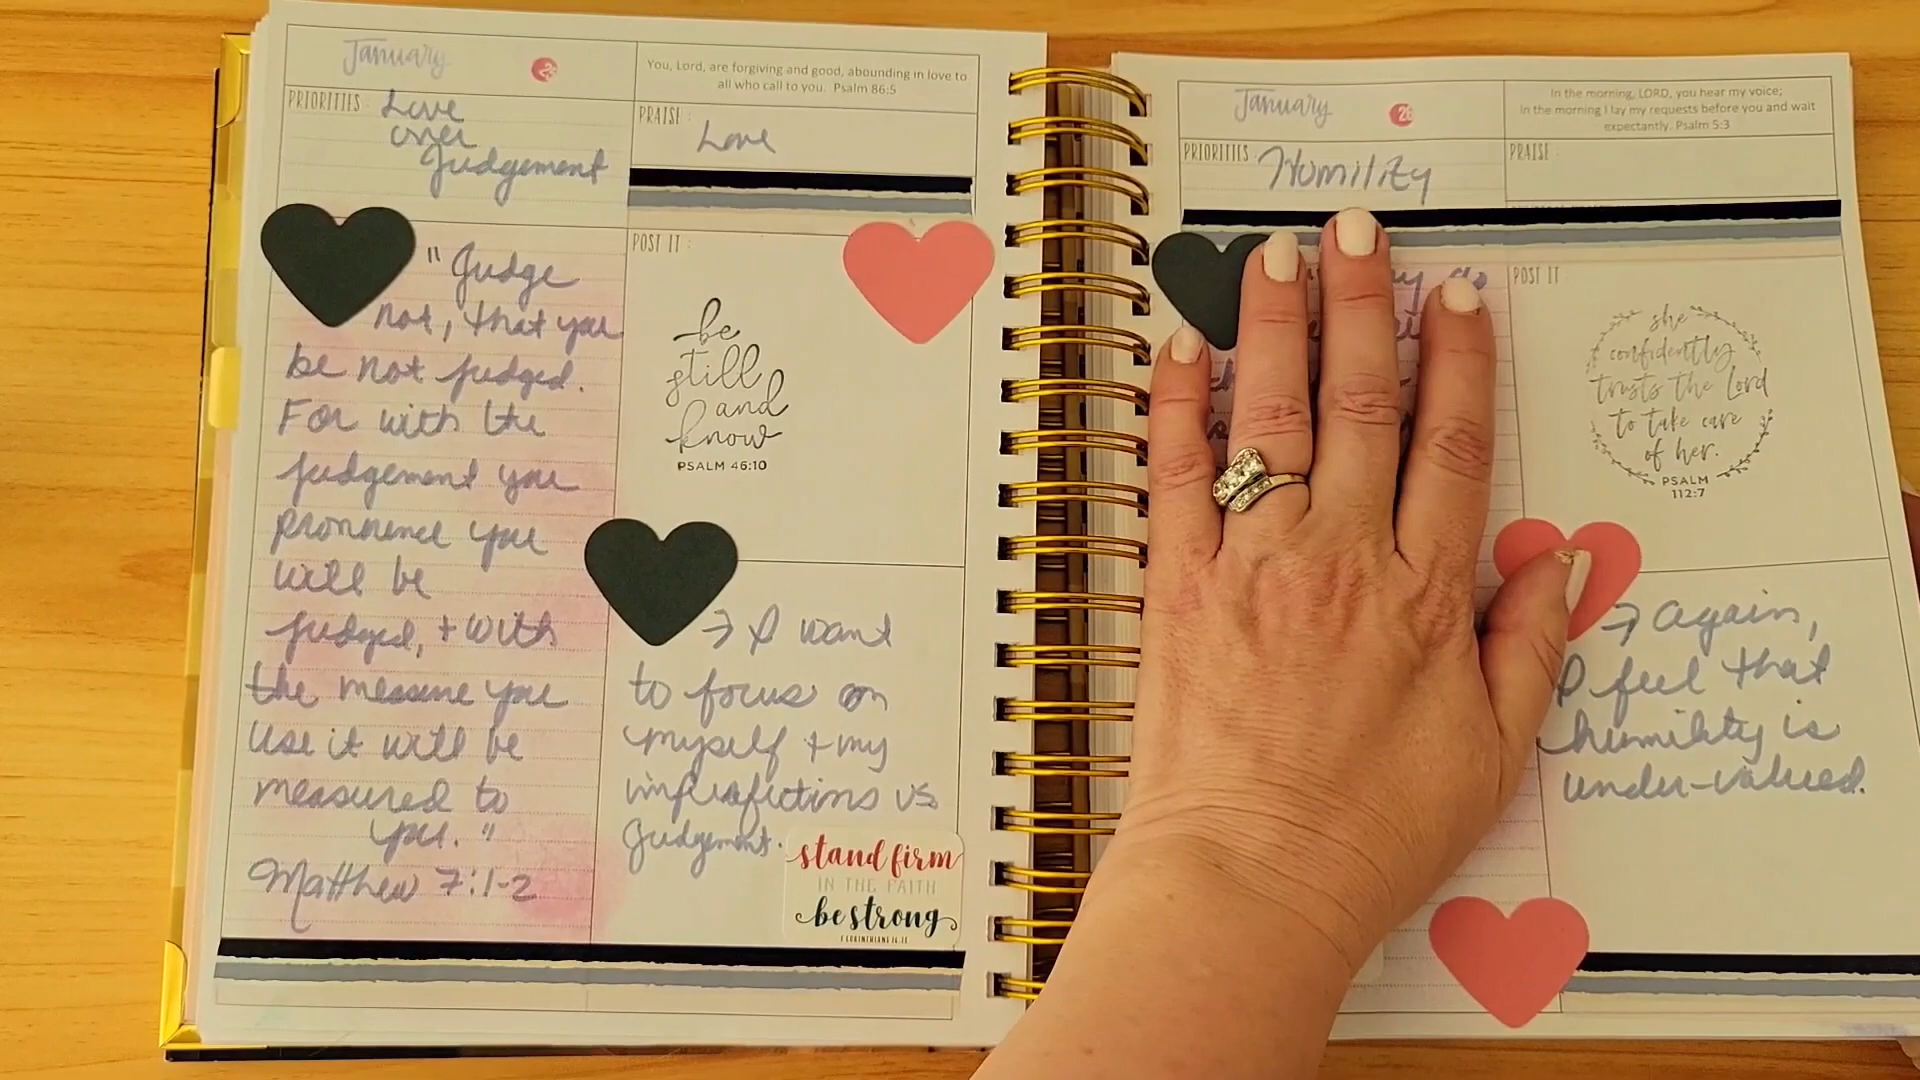 January 25
You, Lord, are forgiving and good, abounding in love to
all who call to you. Psalm 86:5
PRIORITIES : Love
over
Judgement
PRAISE :
Love
"Judge
not, that you
be not judged.
For with the
judgement you
pronounce you
will be
judged, + with
the measure you
use it will be
measured to
you."
Matthew 7:1-2
POST IT :
be
still
and
know
PSALM 46:10
→ I want
to focus on
myself + my
imperfections vs
Judgement.
stand firm
IN THE FAITH
be strong
January 26
In the morning, LORD, you hear my voice;
In the morning I lay my requests before you and wait
expectantly. Psalm 5:3
PRIORITIES : Humility
PRAISE :
POST IT
she
confidently
trusts the Lord
to take care
of her.
PSALM
112:7
→ Again,
I feel that
humility is
under-valued.